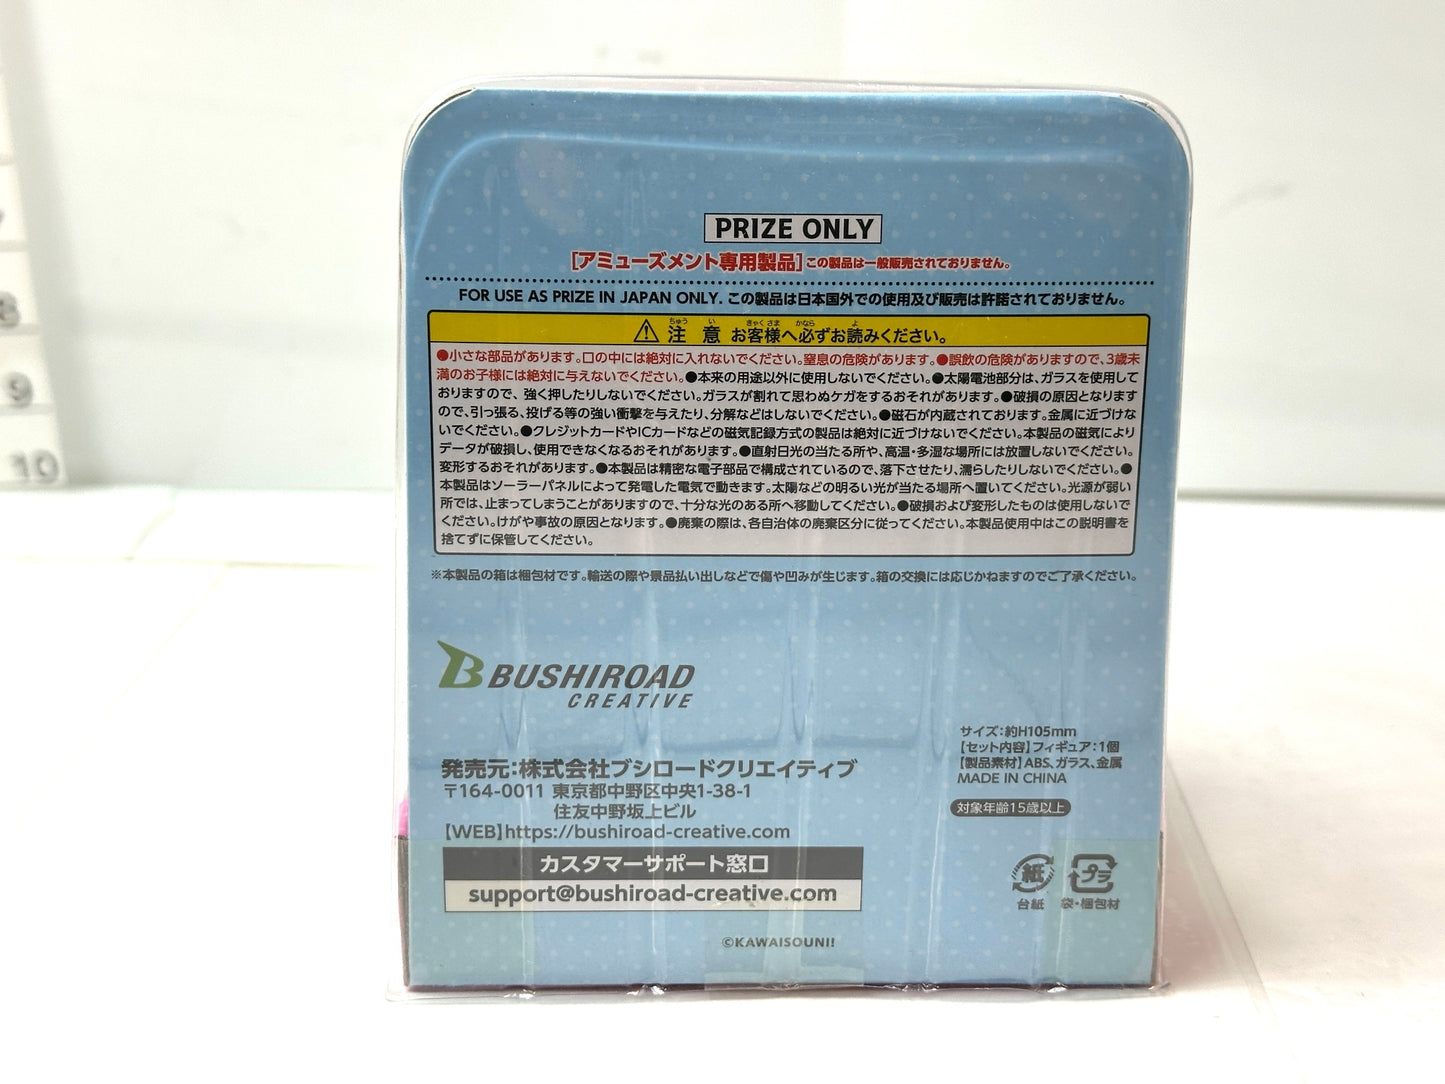 PRIZE ONLY
[アミューズメント専用製品]この製品は一般販売されておりません。
FOR USE AS PRIZE IN JAPAN ONLY. この製品は日本国外での使用及び販売は許諾されておりません。
ちゅう い きゃくさま かなら よ
注 意 お客様へ必ずお読みください。
●小さな部品があります。口の中には絶対に入れないでください。窒息の危険があります。●誤飲の危険がありますので、3歳未
満のお子様には絶対に与えないでください。●本来の用途以外に使用しないでください。●太陽電池部分は、ガラスを使用して
おりますので、強く押したりしないでください。ガラスが割れて思わぬケガをするおそれがあります。●破損の原因となります
ので、引っ張る、投げる等の強い衝撃を与えたり、分解などはしないでください。●磁石が内蔵されております。金属に近づけな
いでください。●クレジットカードやICカードなどの磁気記録方式の製品は絶対に近づけないでください。本製品の磁気により
データが破損し、使用できなくなるおそれがあります。●直射日光の当たる所や、高温・多湿な場所には放置しないでください。
変形するおそれがあります。●本製品は精密な電子部品で構成されているので、落下させたり、濡らしたりしないでください。●
本製品はソーラーパネルによって発電した電気で動きます。太陽などの明るい光が当たる場所へ置いてください。光源が弱い
所では、止まってしまうことがありますので、十分な光のある所へ移動してください。●破損および変形したものは使用しないで
ください。けがや事故の原因となります。●廃棄の際は、各自治体の廃棄区分に従ってください。本製品使用中はこの説明書を
捨てずに保管してください。
※本製品の箱は梱包材です。輸送の際や景品払い出しなどで傷や凹みが生じます。箱の交換には応じかねますのでご了承ください。
B BUSHIROAD
CREATIVE
サイズ：約H105mm
【セット内容】フィギュア：1個
【製品素材】ABS、ガラス、金属
MADE IN CHINA
対象年齢15歳以上
発売元：株式会社ブシロードクリエイティブ
〒164-0011 東京都中野区中央1-38-1
住友中野坂上ビル
【WEB】https://bushiroad-creative.com
カスタマーサポート窓口
support@bushiroad-creative.com
紙 プラ
台紙 袋・梱包材
©KAWAISOUNI!
8
9
10